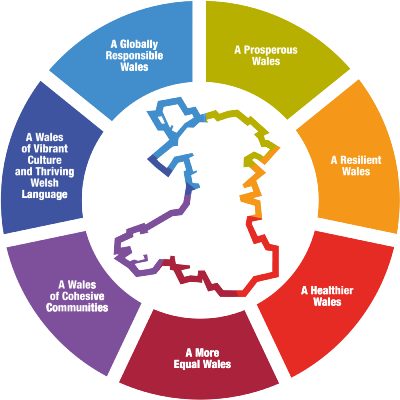 A Globally
Responsible
Wales
A Prosperous
Wales
A Resilient
Wales
A Healthier
Wales
A More
Equal Wales
A Wales
of Cohesive
Communities
A Wales
of Vibrant
Culture
and Thriving
Welsh
Language